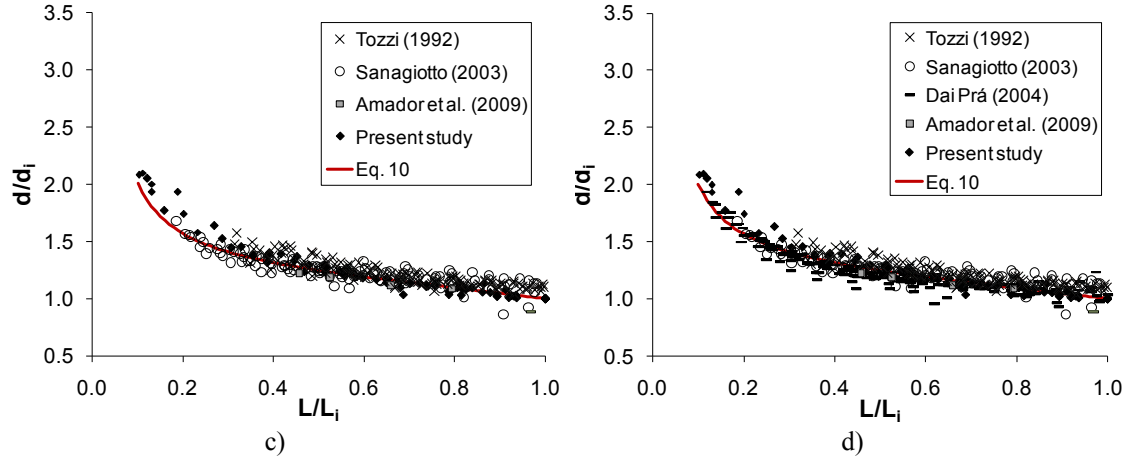 3.5
3.0
2.5
2.0
1.5
1.0
0.5
d/di
0.0 0.2 0.4 0.6 0.8 1.0
L/Li
Tozzi (1992)
Sanagiotto (2003)
Amador et al. (2009)
Present study
Eq. 10
c)
3.5
3.0
2.5
2.0
1.5
1.0
0.5
d/di
0.0 0.2 0.4 0.6 0.8 1.0
L/Li
Tozzi (1992)
Sanagiotto (2003)
Dai Prá (2004)
Amador et al. (2009)
Present study
Eq. 10
d)